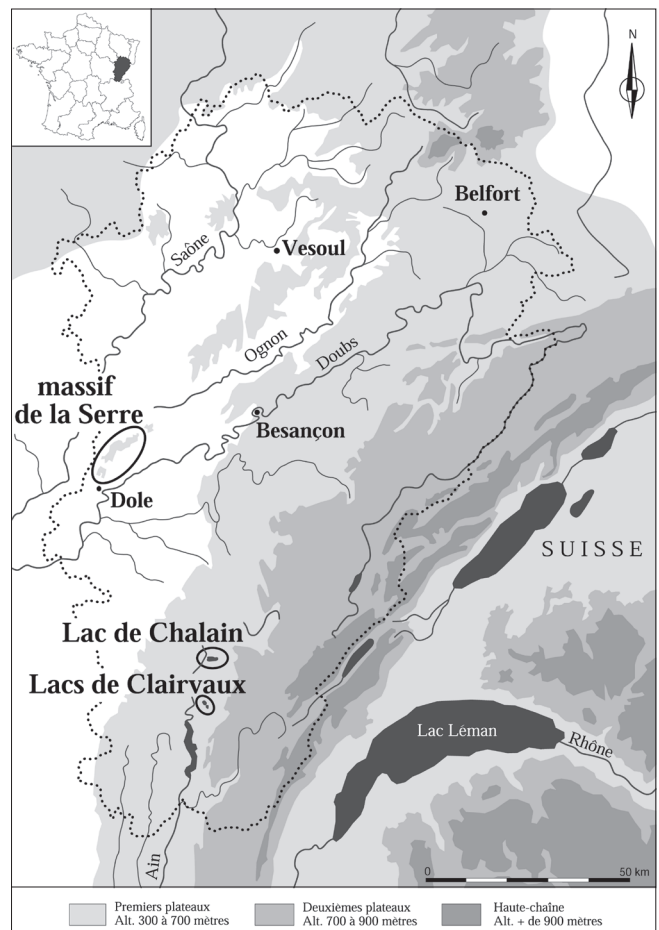 N
Belfort
Vesoul
Saône
Ognon
Doubs
massif
de la Serre
Besançon
Dole
SUISSE
Lac de Chalain
Lacs de Clairvaux
Lac Léman
Rhône
Ain
0 50 km
Premiers plateaux
Alt. 300 à 700 mètres
Deuxièmes plateaux
Alt. 700 à 900 mètres
Haute-chaîne
Alt. + de 900 mètres